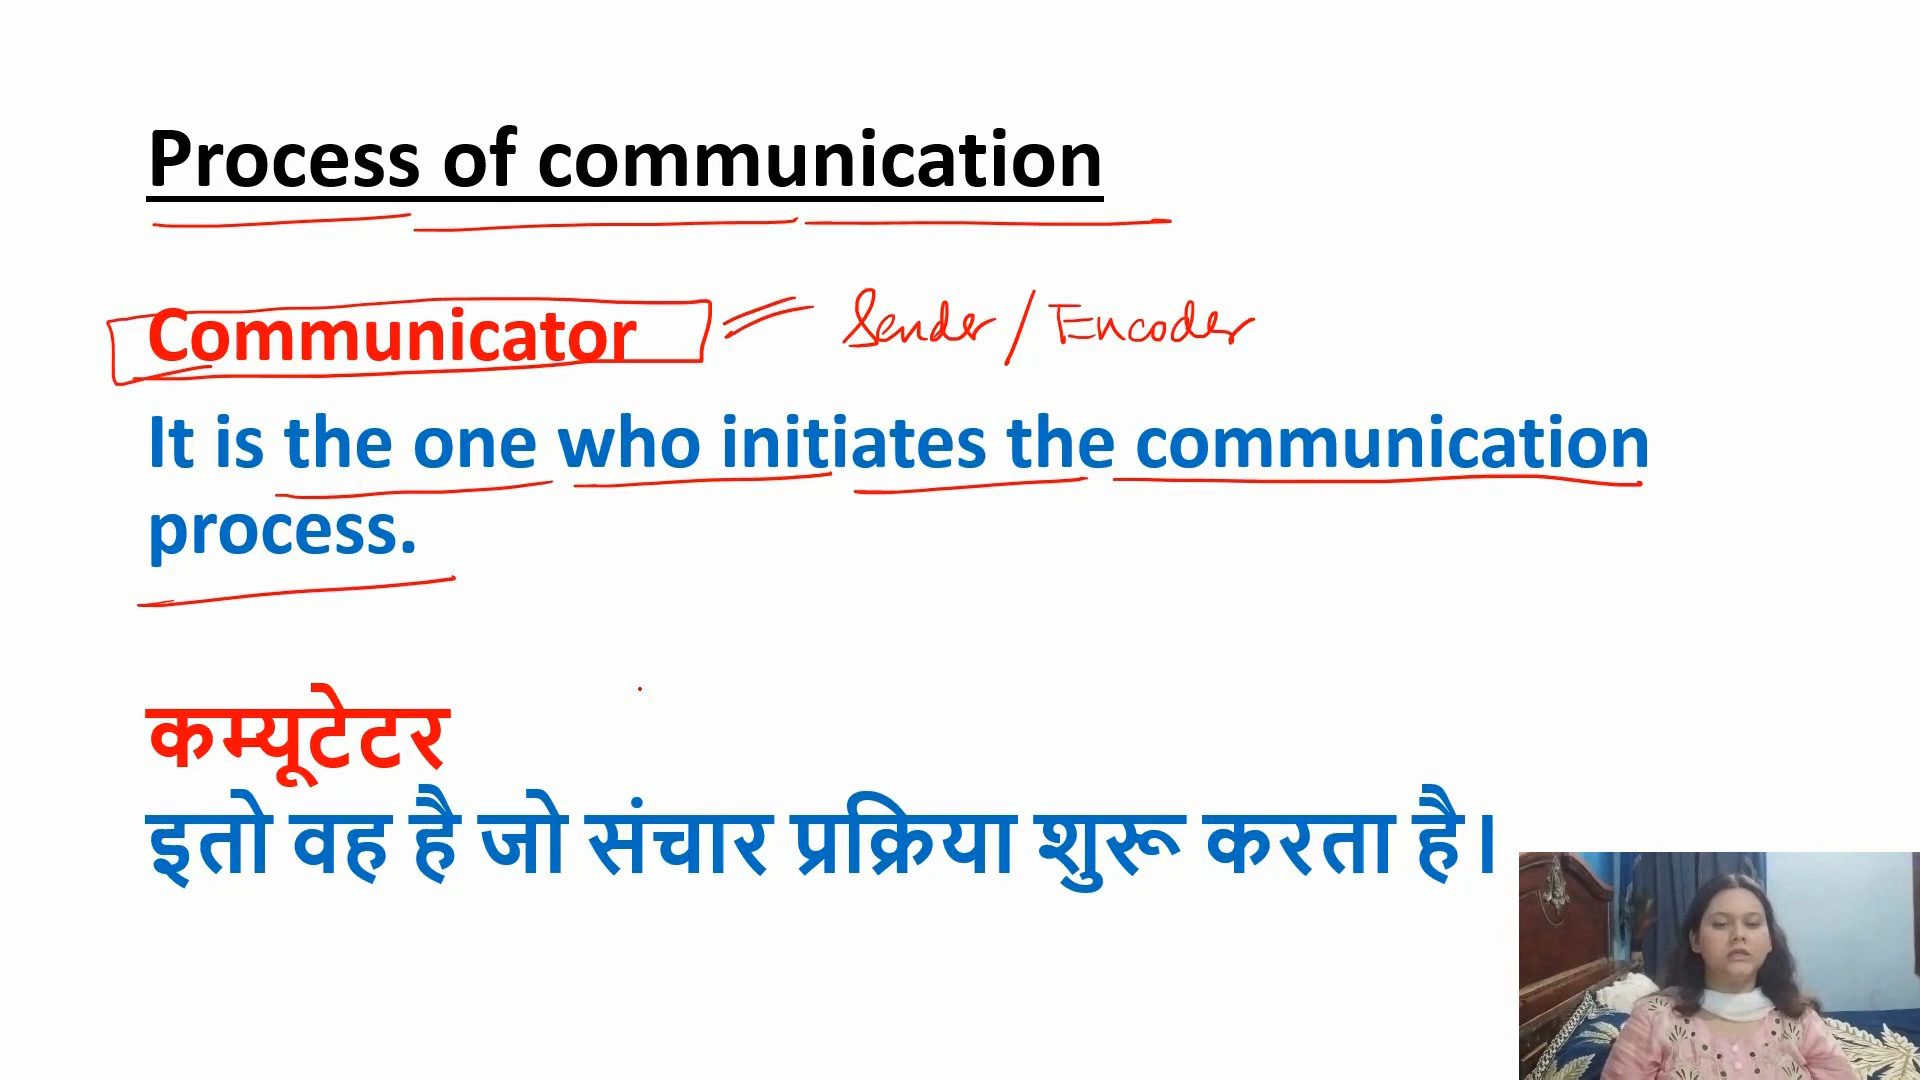 Process of communication
Communicator = Sender / Encoder
It is the one who initiates the communication
process.
कम्यूटेटर
इतो वह है जो संचार प्रक्रिया शुरू करता है।